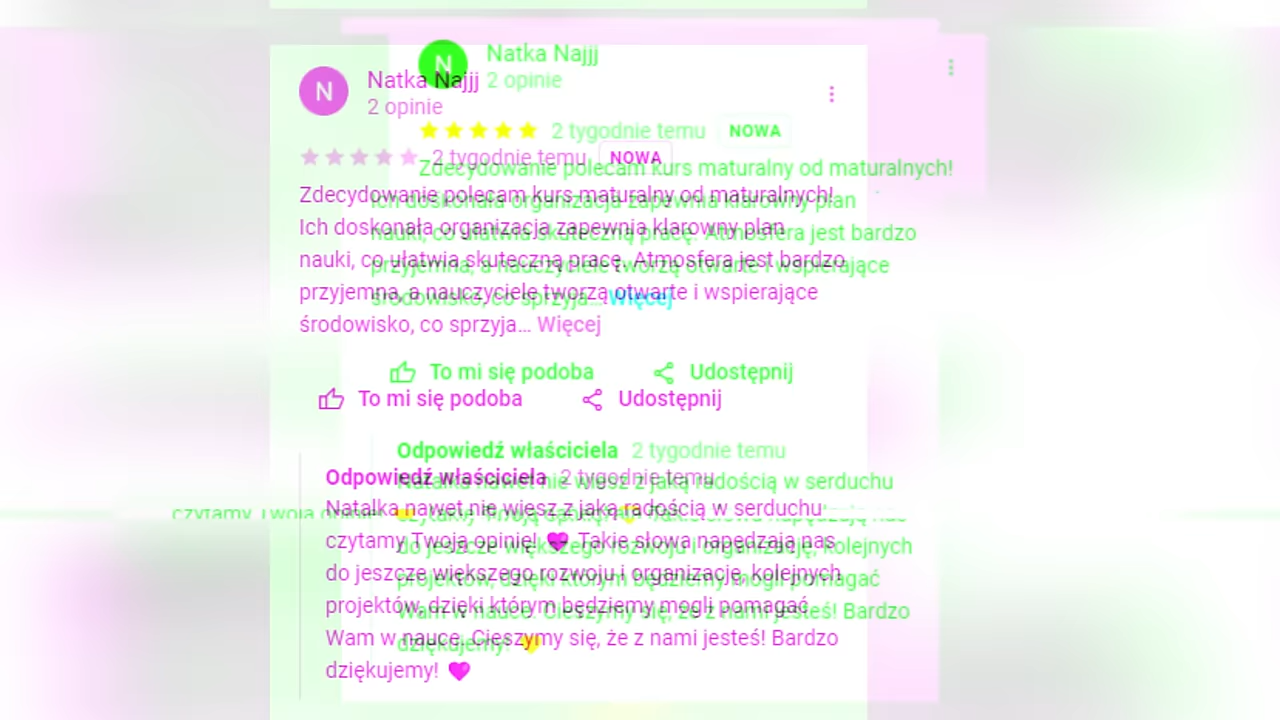 Natka Najjj
2 opinie
2 tygodnie temu NOWA
Zdecydowanie polecam kurs maturalny od maturalnych!
Ich doskonała organizacja zapewnia klarowny plan
nauki, co ułatwia skuteczną pracę. Atmosfera jest bardzo
przyjemna, a nauczyciele tworzą otwarte i wspierające
środowisko, co sprzyja... Więcej
To mi się podoba Udostępnij
Odpowiedź właściciela 2 tygodnie temu
Natalka nawet nie wiesz z jaką radością w serduchu
czytamy Twoją opinię! 💜 Takie słowa napędzają nas
do jeszcze większego rozwoju i organizację, kolejnych
projektów, dzięki którym będziemy mogli pomagać
Wam w nauce. Cieszymy się, że z nami jesteś! Bardzo
dziękujemy! 💜